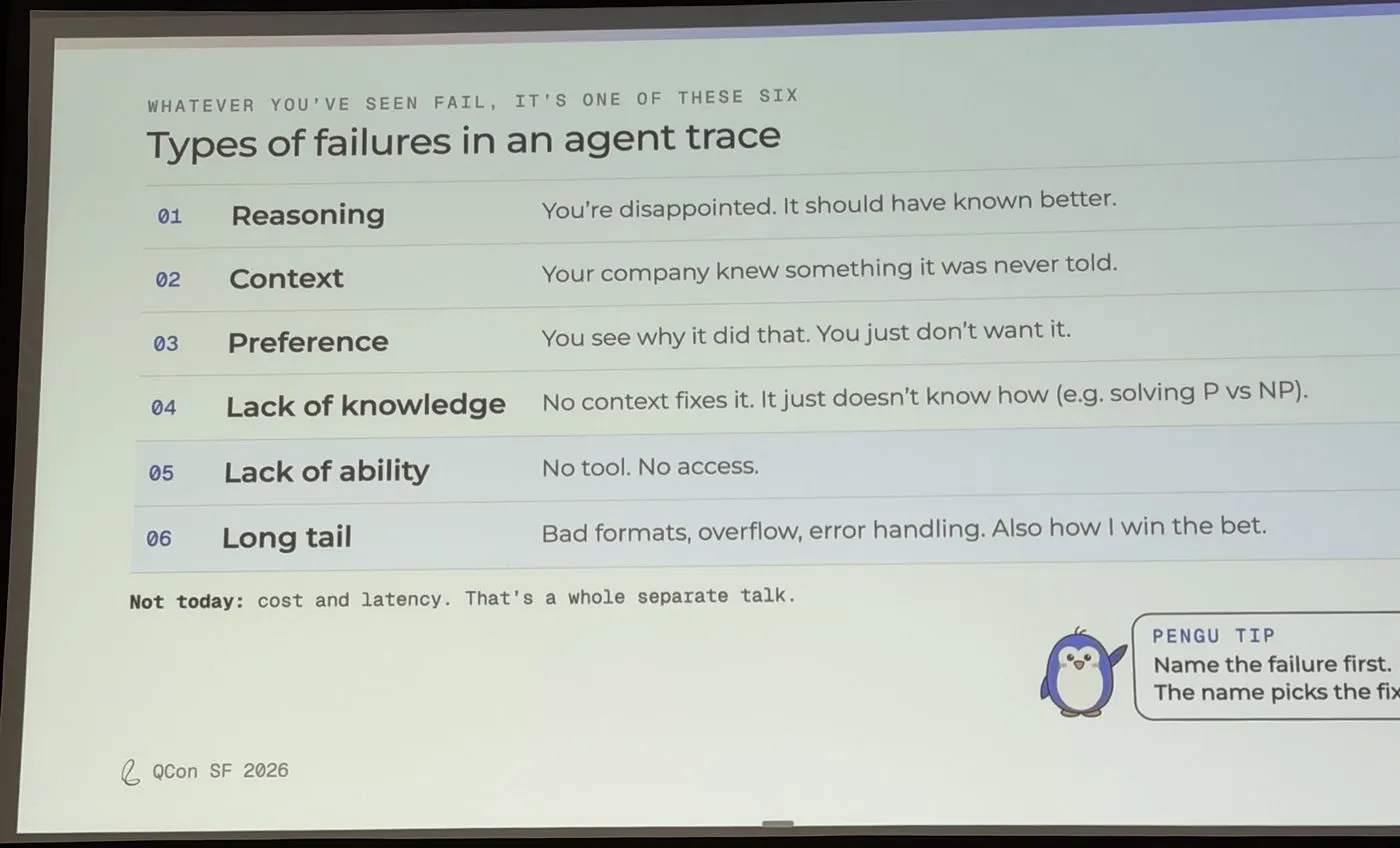 WHATEVER YOU'VE SEEN FAIL, IT'S ONE OF THESE SIX
Types of failures in an agent trace
01 Reasoning You're disappointed. It should have known better.
02 Context Your company knew something it was never told.
03 Preference You see why it did that. You just don't want it.
04 Lack of knowledge No context fixes it. It just doesn't know how (e.g. solving P vs NP).
05 Lack of ability No tool. No access.
06 Long tail Bad formats, overflow, error handling. Also how I win the bet.
Not today: cost and latency. That's a whole separate talk.
PENGU TIP
Name the failure first.
The name picks the fix
QCon SF 2026